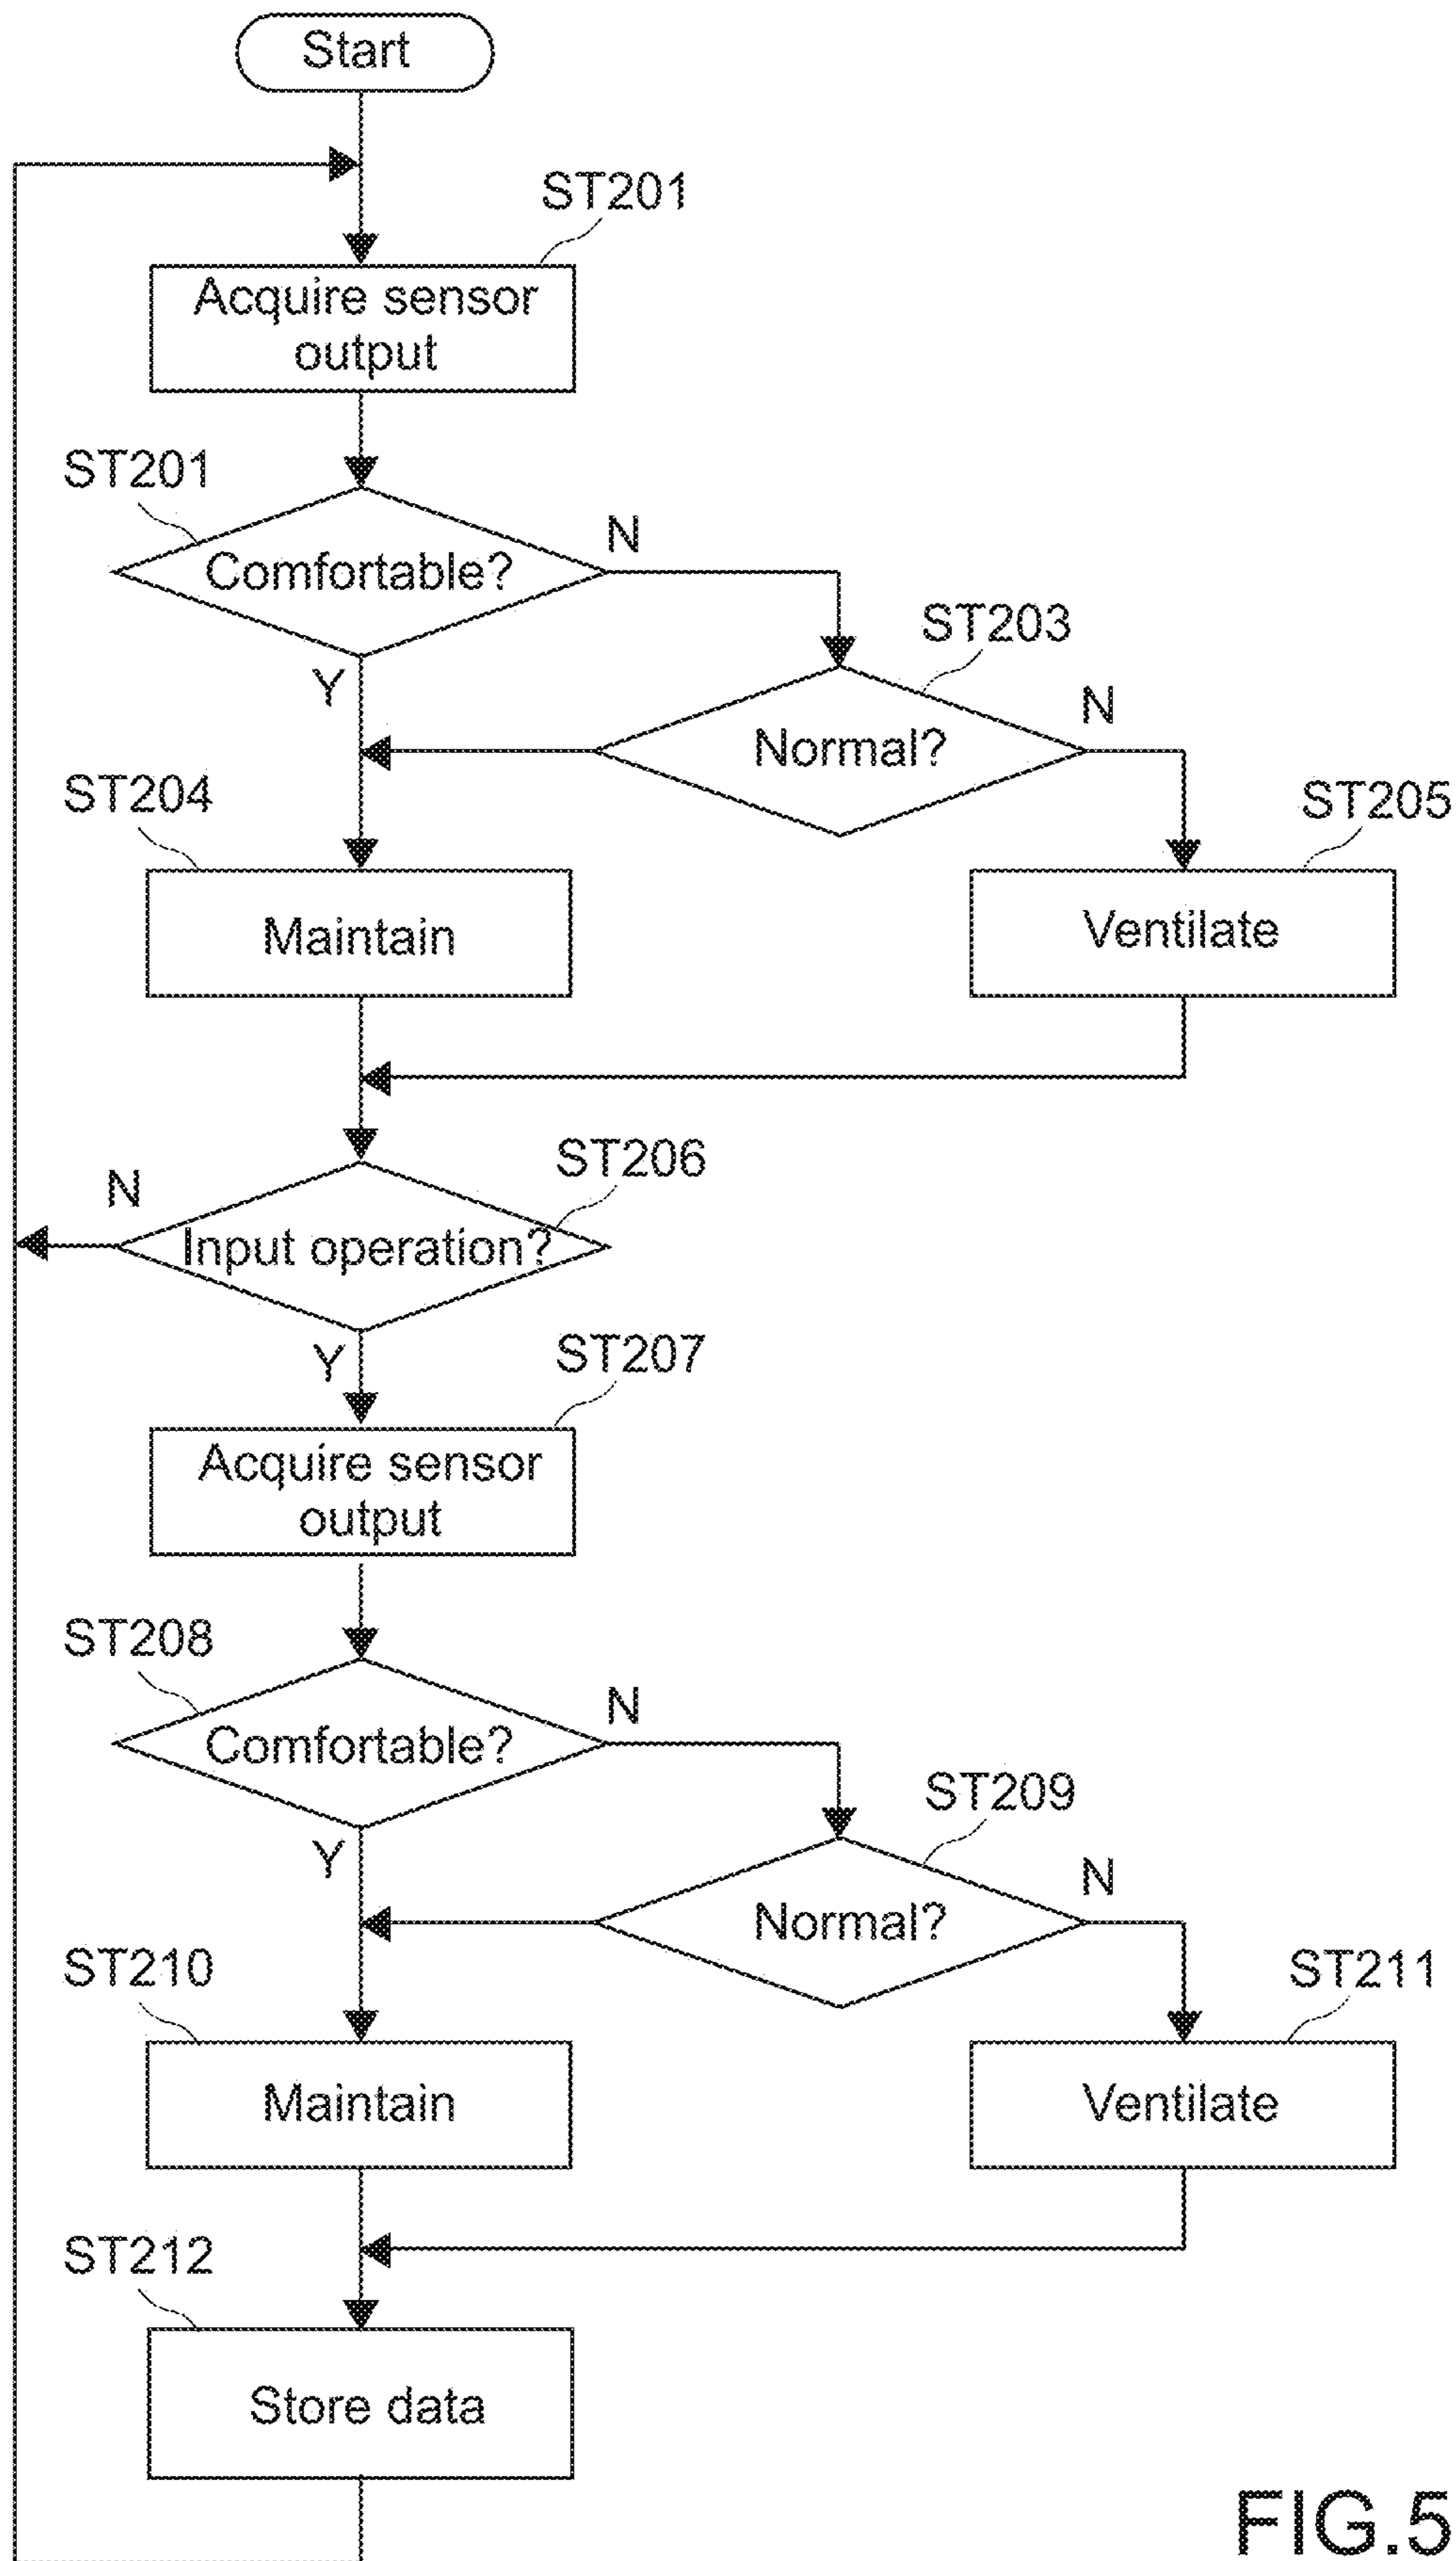 Start
ST201
Acquire sensor
output
ST201
Comfortable?
N
Y
ST203
Normal?
N
ST204
Maintain
ST205
Ventilate
ST206
N
Input operation?
Y
ST207
Acquire sensor
output
ST208
Comfortable?
N
Y
ST209
Normal?
N
ST210
Maintain
ST211
Ventilate
ST212
Store data
FIG.5